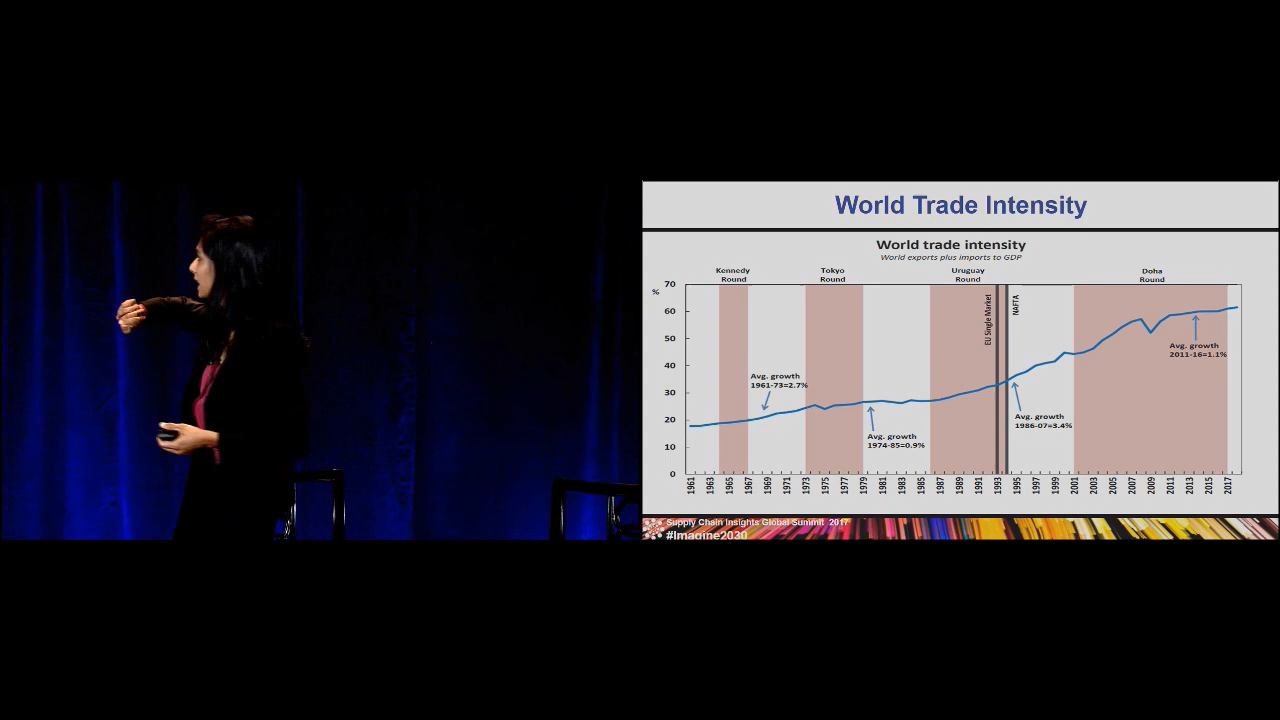 World Trade Intensity
World trade intensity
World exports plus imports to GDP
Kennedy Round
Tokyo Round
Uruguay Round
Doha Round
%
70
60
50
40
30
20
10
0
EU Single Market
NAFTA
Avg. growth
1961-73=2.7%
Avg. growth
1974-85=0.9%
Avg. growth
1986-07=3.4%
Avg. growth
2011-16=1.1%
1961 1963 1965 1967 1969 1971 1973 1975 1977 1979 1981 1983 1985 1987 1989 1991 1993 1995 1997 1999 2001 2003 2005 2007 2009 2011 2013 2015 2017
Supply Chain Insights Global Summit 2017
#Imagine2030